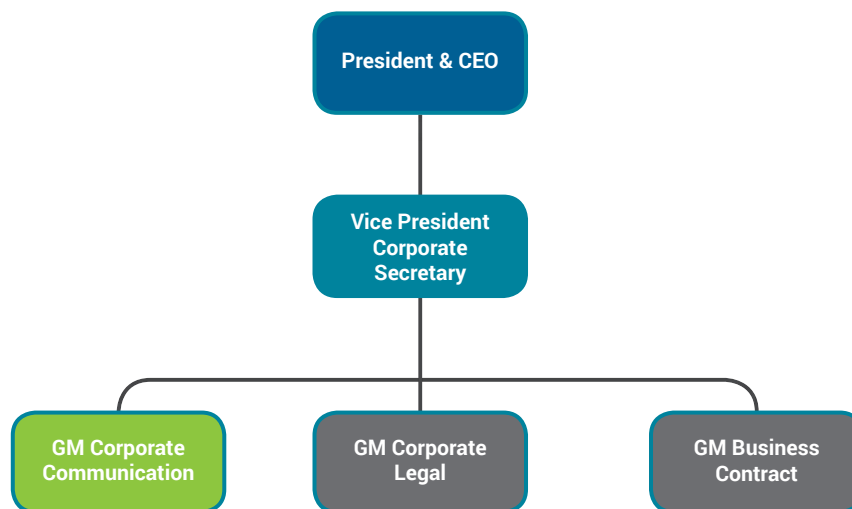 President & CEO
Vice President
Corporate
Secretary
GM Corporate
Communication
GM Corporate
Legal
GM Business
Contract